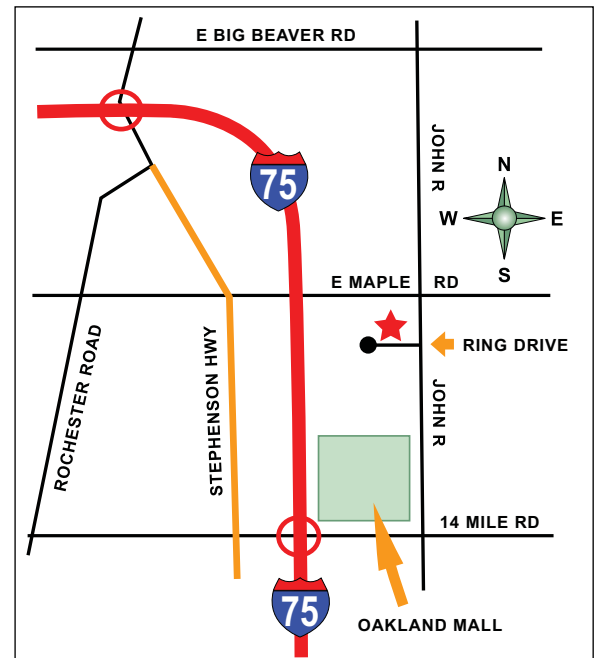 E BIG BEAVER RD
JOHN R
75
N
W E
S
E MAPLE RD
RING DRIVE
ROCHESTER ROAD
STEPHENSON HWY
JOHN R
14 MILE RD
75
OAKLAND MALL